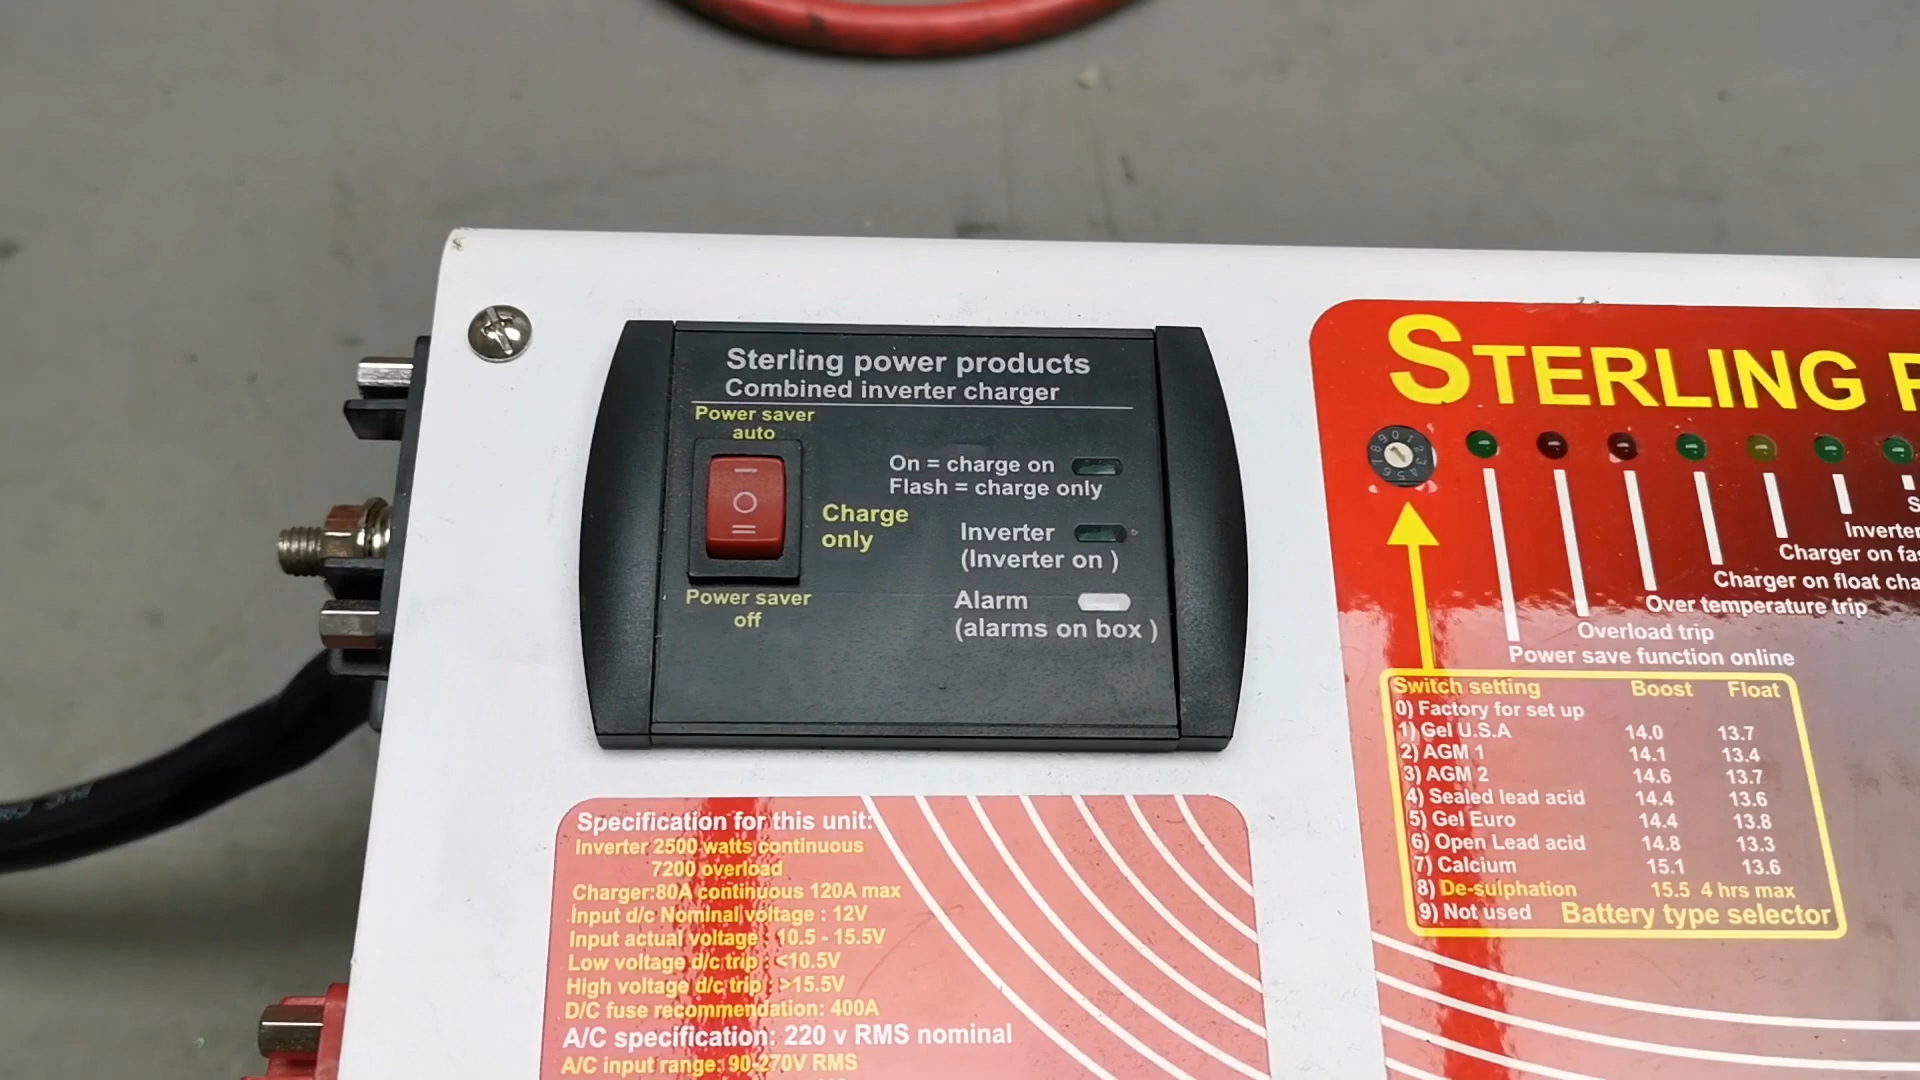 Sterling power products
Combined inverter charger
Power saver
auto
On = charge on
Flash = charge only
Charge
only
Inverter
(Inverter on )
Alarm
(alarms on box )
Power saver
off
STERLING
Inverter
Charger on
Charger on float
Over temperature trip
Overload trip
Power save function online
Switch setting Boost Float
0) Factory for set up
1) Gel U.S.A 14.0 13.7
2) AGM 1 14.1 13.4
3) AGM 2 14.6 13.7
4) Sealed lead acid 14.4 13.6
5) Gel Euro 14.4 13.8
6) Open Lead acid 14.8 13.3
7) Calcium 15.1 13.6
8) De-sulphation 15.5 4 hrs max
9) Not used Battery type selector
Specification for this unit:
Inverter 2500 watts continuous
7200 overload
Charger:80A continuous 120A max
Input d/c Nominal voltage : 12V
Input actual voltage : 10.5 - 15.5V
Low voltage d/c trip : <10.5V
High voltage d/c trip : >15.5V
D/C fuse recommendation: 400A
A/C specification: 220 v RMS nominal
A/C input range: 90-270V RMS